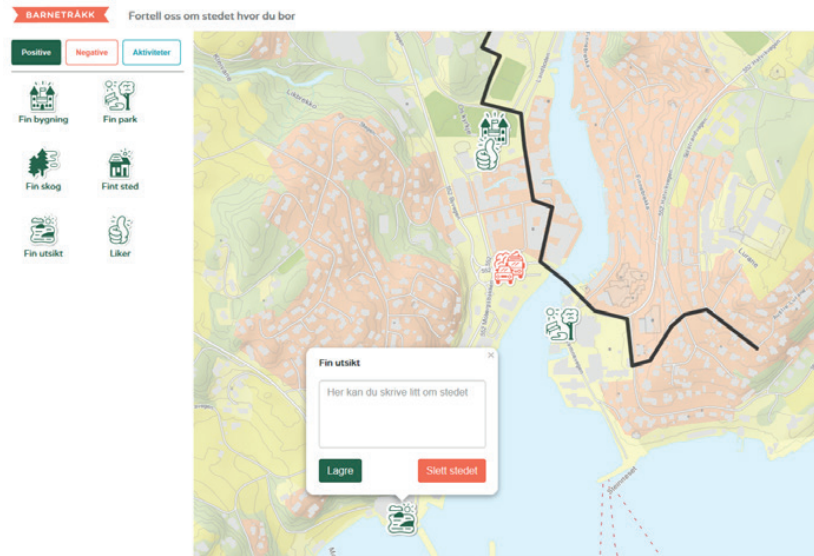 BARNETRÅKK
Fortell oss om stedet hvor du bor
Positive
Negative
Aktiviteter
Fin bygning
Fin park
Fin skog
Fint sted
Fin utsikt
Liker
Fin utsikt
×
Her kan du skrive litt om stedet
Lagre
Slett stedet